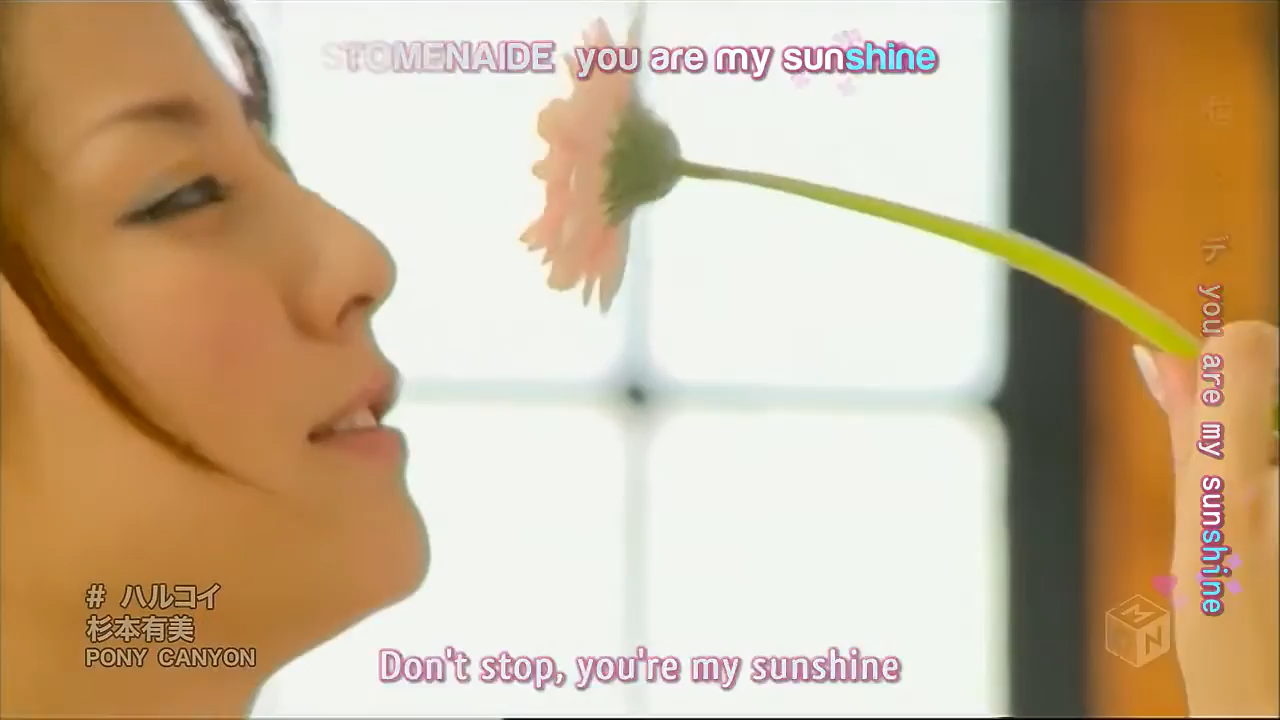 STOMENAIDE you are my sunshine
you are my sunshine
# ハルコイ
杉本有美
PONY CANYON
M ON
Don't stop, you're my sunshine